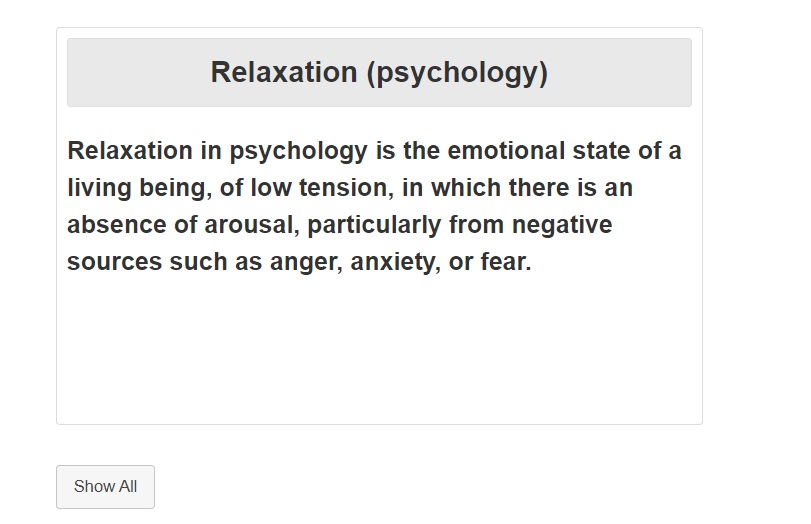 Relaxation (psychology)
Relaxation in psychology is the emotional state of a
living being, of low tension, in which there is an
absence of arousal, particularly from negative
sources such as anger, anxiety, or fear.
Show All